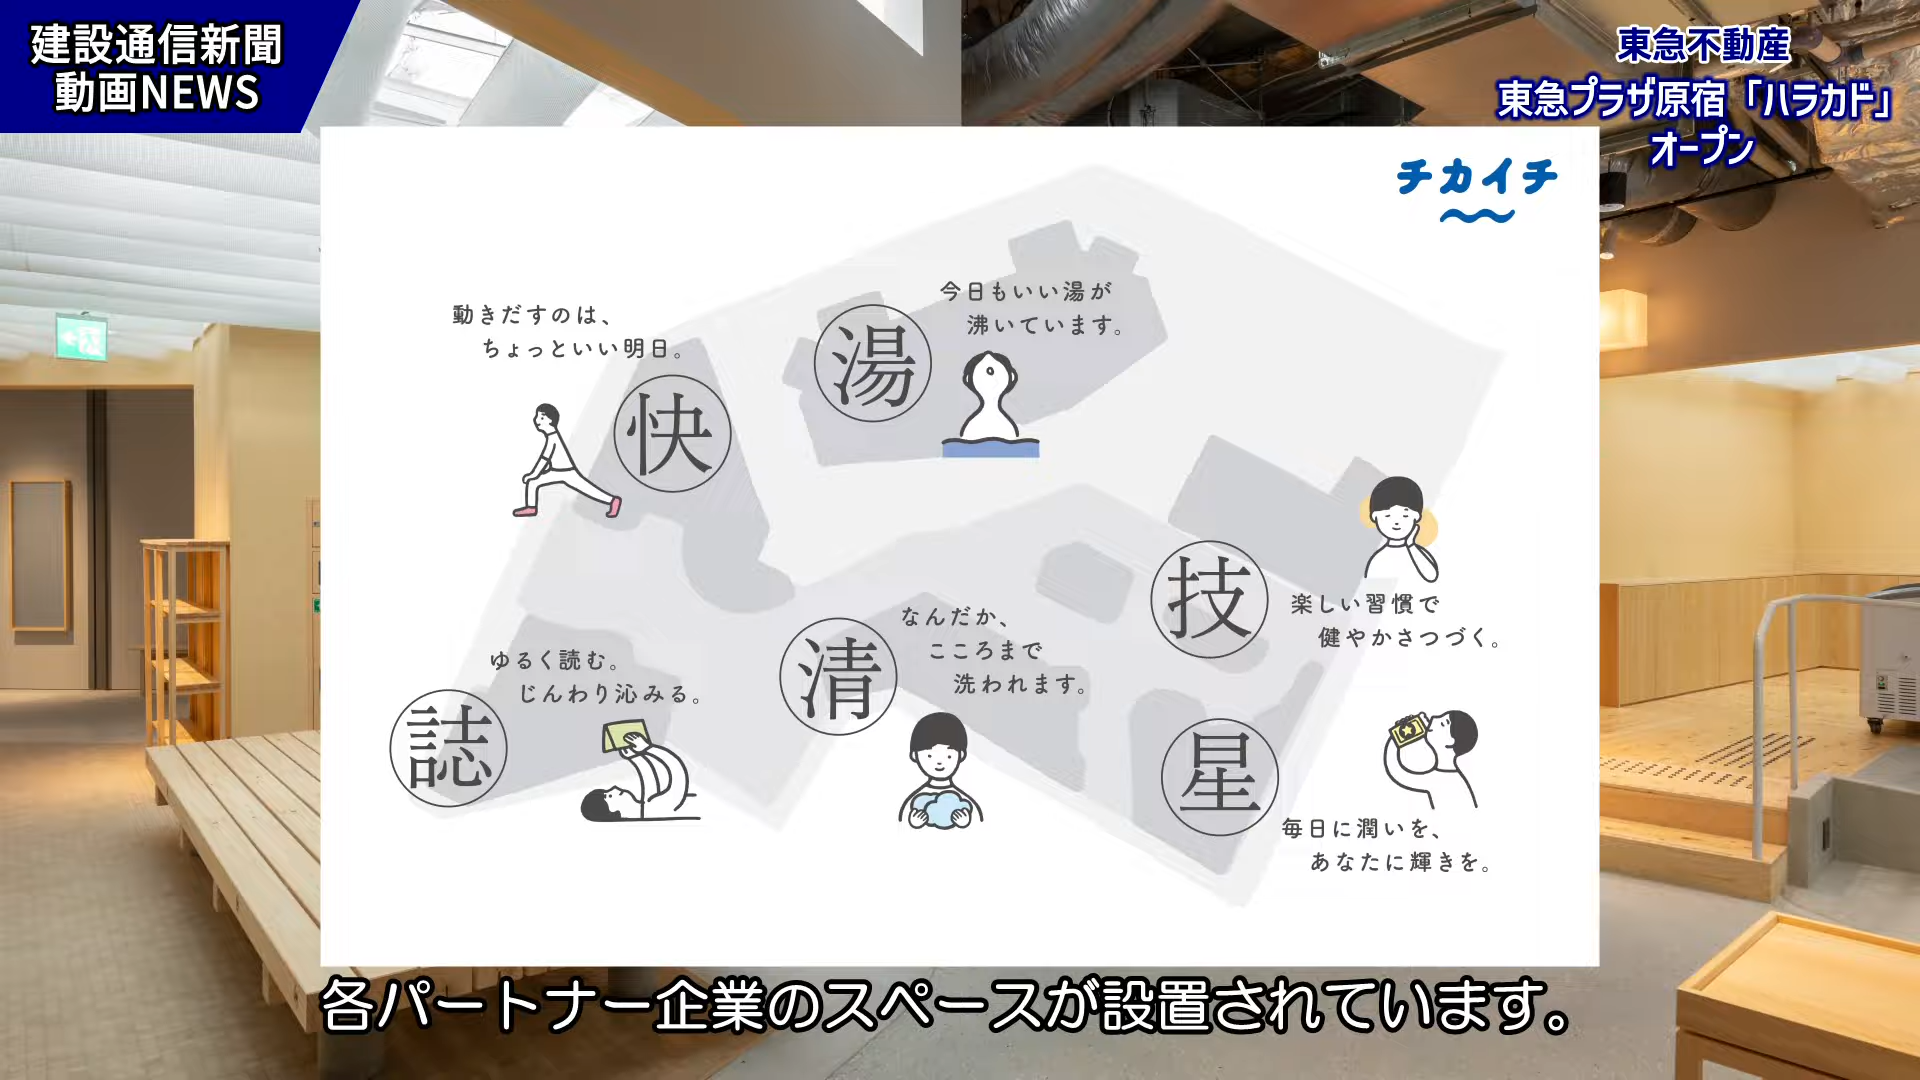 建設通信新聞
動画NEWS
東急不動産
東急プラザ原宿「ハラカド」
オープン
チカイチ
動きだすのは、
ちょっといい明日。
快
湯
今日もいい湯が
沸いています。
技
楽しい習慣で
健やかさつづく。
なんだか、
こころまで
洗われます。
清
ゆるく読む。
じんわり沁みる。
誌
星
毎日に潤いを、
あなたに輝きを。
各パートナー企業のスペースが設置されています。